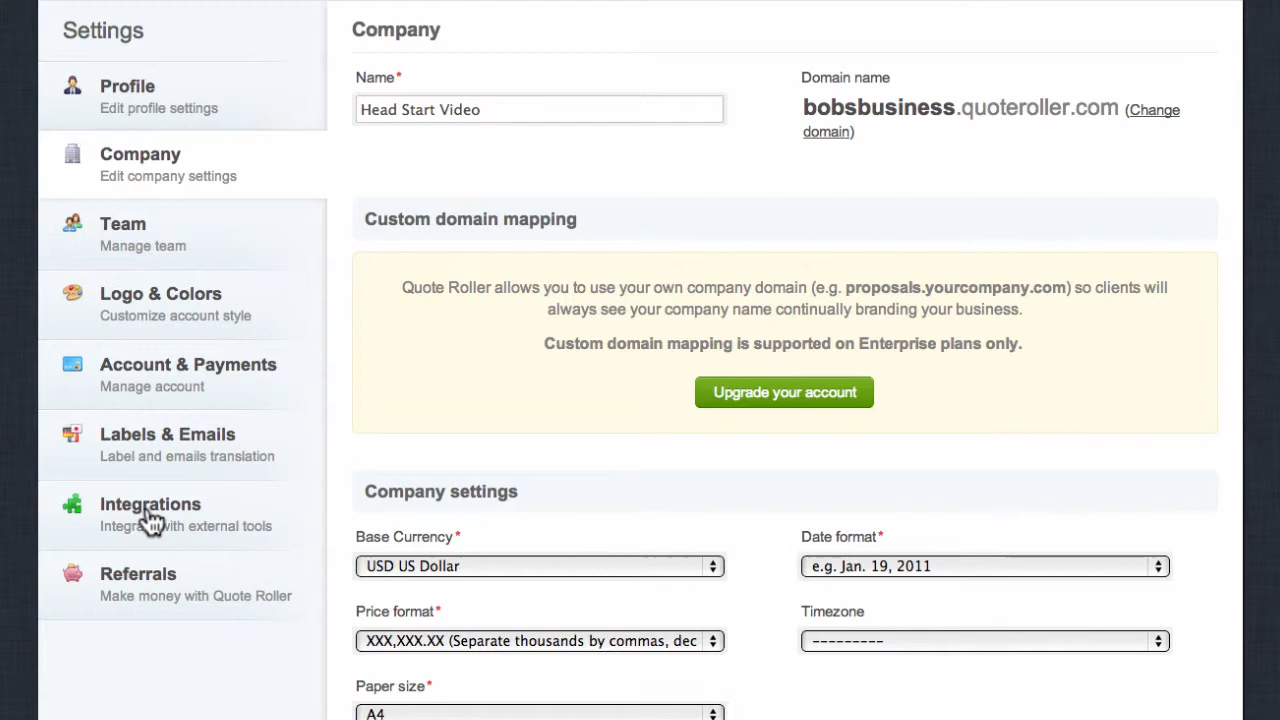 Settings
Profile
Edit profile settings
Company
Edit company settings
Team
Manage team
Logo & Colors
Customize account style
Account & Payments
Manage account
Labels & Emails
Label and emails translation
Integrations
with external tools
Referrals
Make money with Quote Roller
Company
Name*
Head Start Video
Domain name
bobsbusiness.quoteroller.com (Change
domain)
Custom domain mapping
Quote Roller allows you to use your own company domain (e.g. proposals.yourcompany.com) so clients will
always see your company name continually branding your business.
Custom domain mapping is supported on Enterprise plans only.
Upgrade your account
Company settings
Base Currency*
USD US Dollar
Date format*
e.g. Jan. 19, 2011
Price format*
XXX,XXX.XX (Separate thousands by commas, dec
Timezone
---------
Paper size*
A4